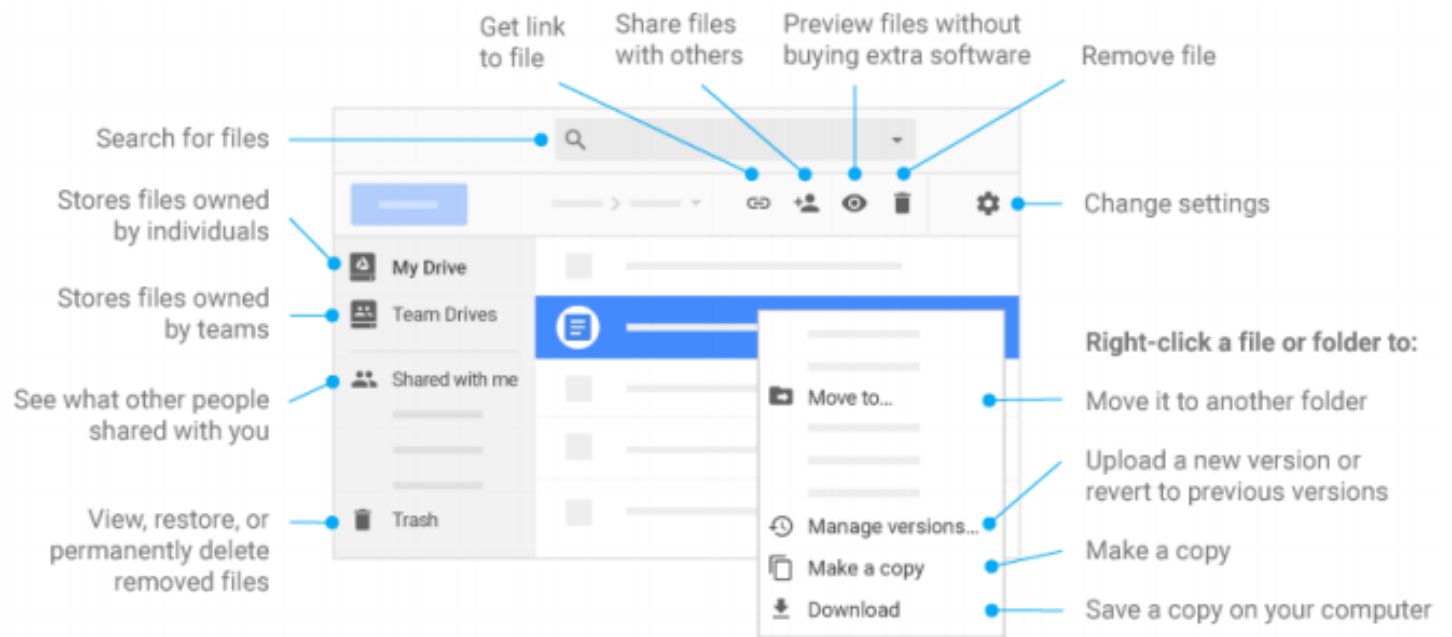 Get link
to file
Share files
with others
Preview files without
buying extra software
Remove file
Search for files
Stores files owned
by individuals
Change settings
My Drive
Stores files owned
by teams
Team Drives
Right-click a file or folder to:
See what other people
shared with you
Shared with me
Move to...
Move it to another folder
Upload a new version or
revert to previous versions
View, restore, or
permanently delete
removed files
Trash
Manage versions...
Make a copy
Make a copy
Download
Save a copy on your computer